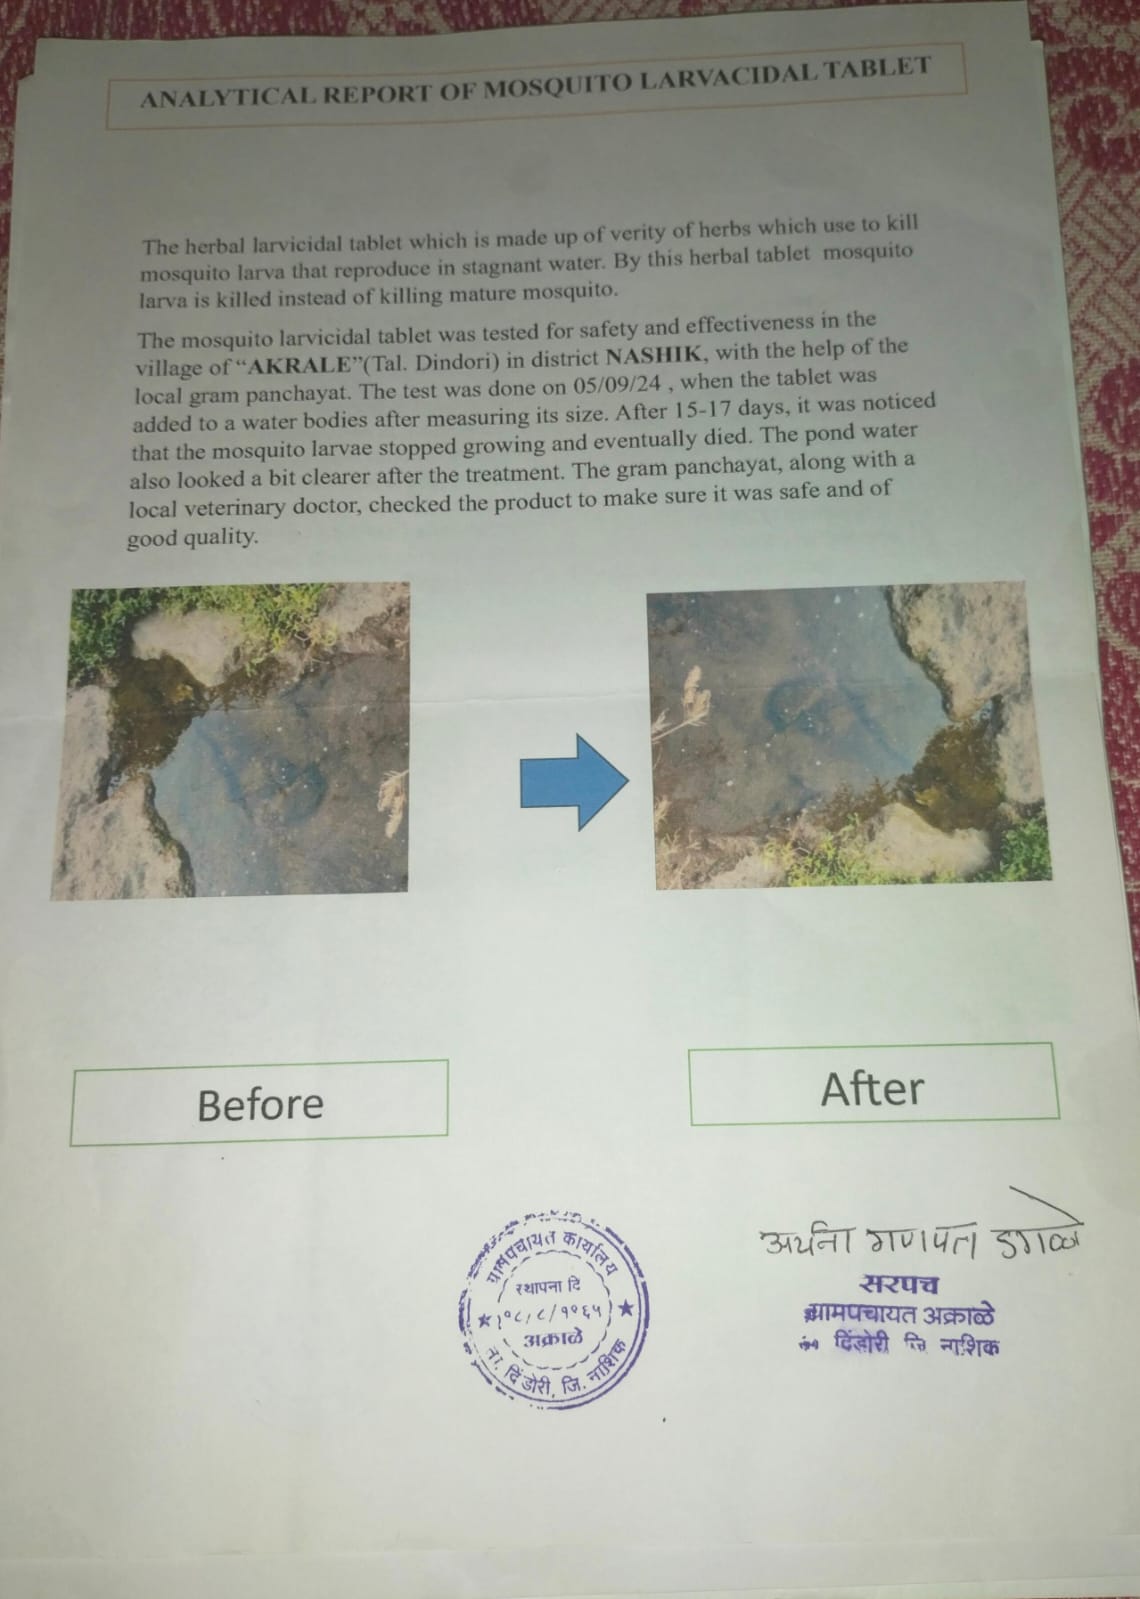 ANALYTICAL REPORT OF MOSQUITO LARVACIDAL TABLET
The herbal larvicidal tablet which is made up of verity of herbs which use to kill
mosquito larva that reproduce in stagnant water. By this herbal tablet mosquito
larva is killed instead of killing mature mosquito.
The mosquito larvicidal tablet was tested for safety and effectiveness in the
village of “AKRALE”(Tal. Dindori) in district NASHIK, with the help of the
local gram panchayat. The test was done on 05/09/24 , when the tablet was
added to a water bodies after measuring its size. After 15-17 days, it was noticed
that the mosquito larvae stopped growing and eventually died. The pond water
also looked a bit clearer after the treatment. The gram panchayat, along with a
local veterinary doctor, checked the product to make sure it was safe and of
good quality.
Before
After
ग्रामपंचायत कार्यालय
स्थापना दि
अक्राळे
ता. दिंडोरी, जि. नाशिक
गणपत
सरपंच
ग्रामपंचायत अक्राळे
दिंडोरी जि नाशिक